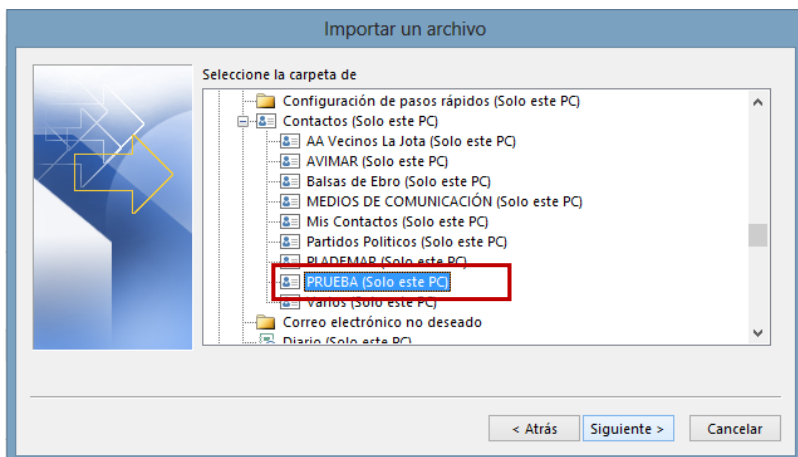 Importar un archivo
Seleccione la carpeta de
Configuración de pasos rápidos (Solo este PC)
Contactos (Solo este PC)
AA Vecinos La Jota (Solo este PC)
AVIMAR (Solo este PC)
Balsas de Ebro (Solo este PC)
MEDIOS DE COMUNICACIÓN (Solo este PC)
Mis Contactos (Solo este PC)
Partidos Politicos (Solo este PC)
PLADEMAR (Solo este PC)
PRUEBA (Solo este PC)
Varios (Solo este PC)
Correo electrónico no deseado
Diario (Solo este PC)
< Atrás Siguiente > Cancelar